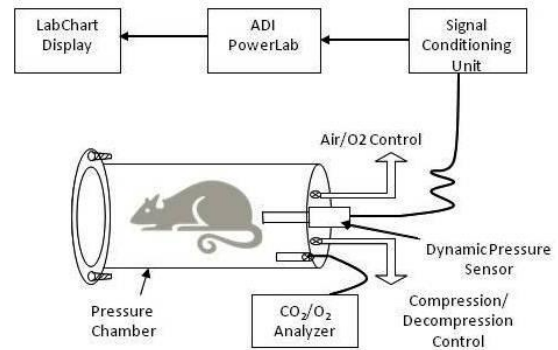 LabChart
Display
ADI
PowerLab
Signal
Conditioning
Unit
Air/O2 Control
Dynamic Pressure
Sensor
Pressure
Chamber
CO₂/O₂
Analyzer
Compression/
Decompression
Control